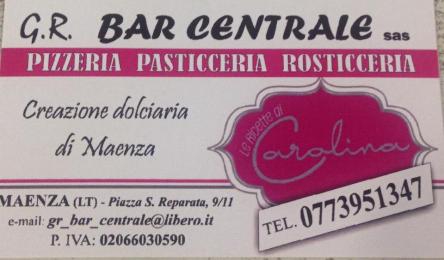 G.R. BAR CENTRALE sas
PIZZERIA PASTICCERIA ROSTICCERIA
Creazione dolciaria
di Maenza
Le Ricette di
Carolina
MAENZA (LT) - Piazza S. Reparata, 9/11
e-mail: gr_bar_centrale@libero.it
P. IVA: 02066030590
TEL. 0773951347